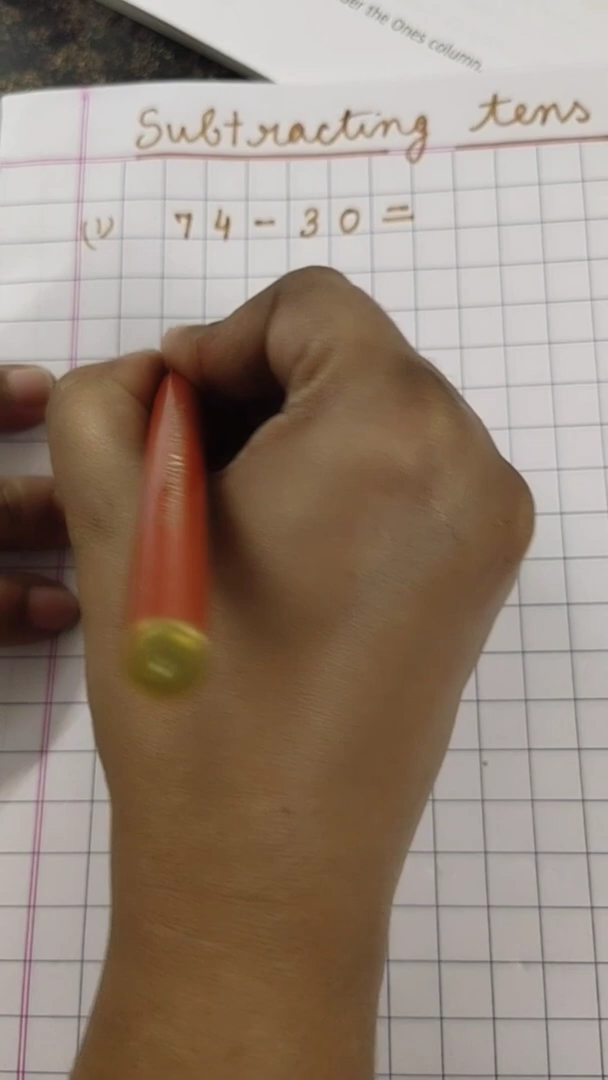 the Ones column.
Subtracting tens
(1) 74 - 30 =